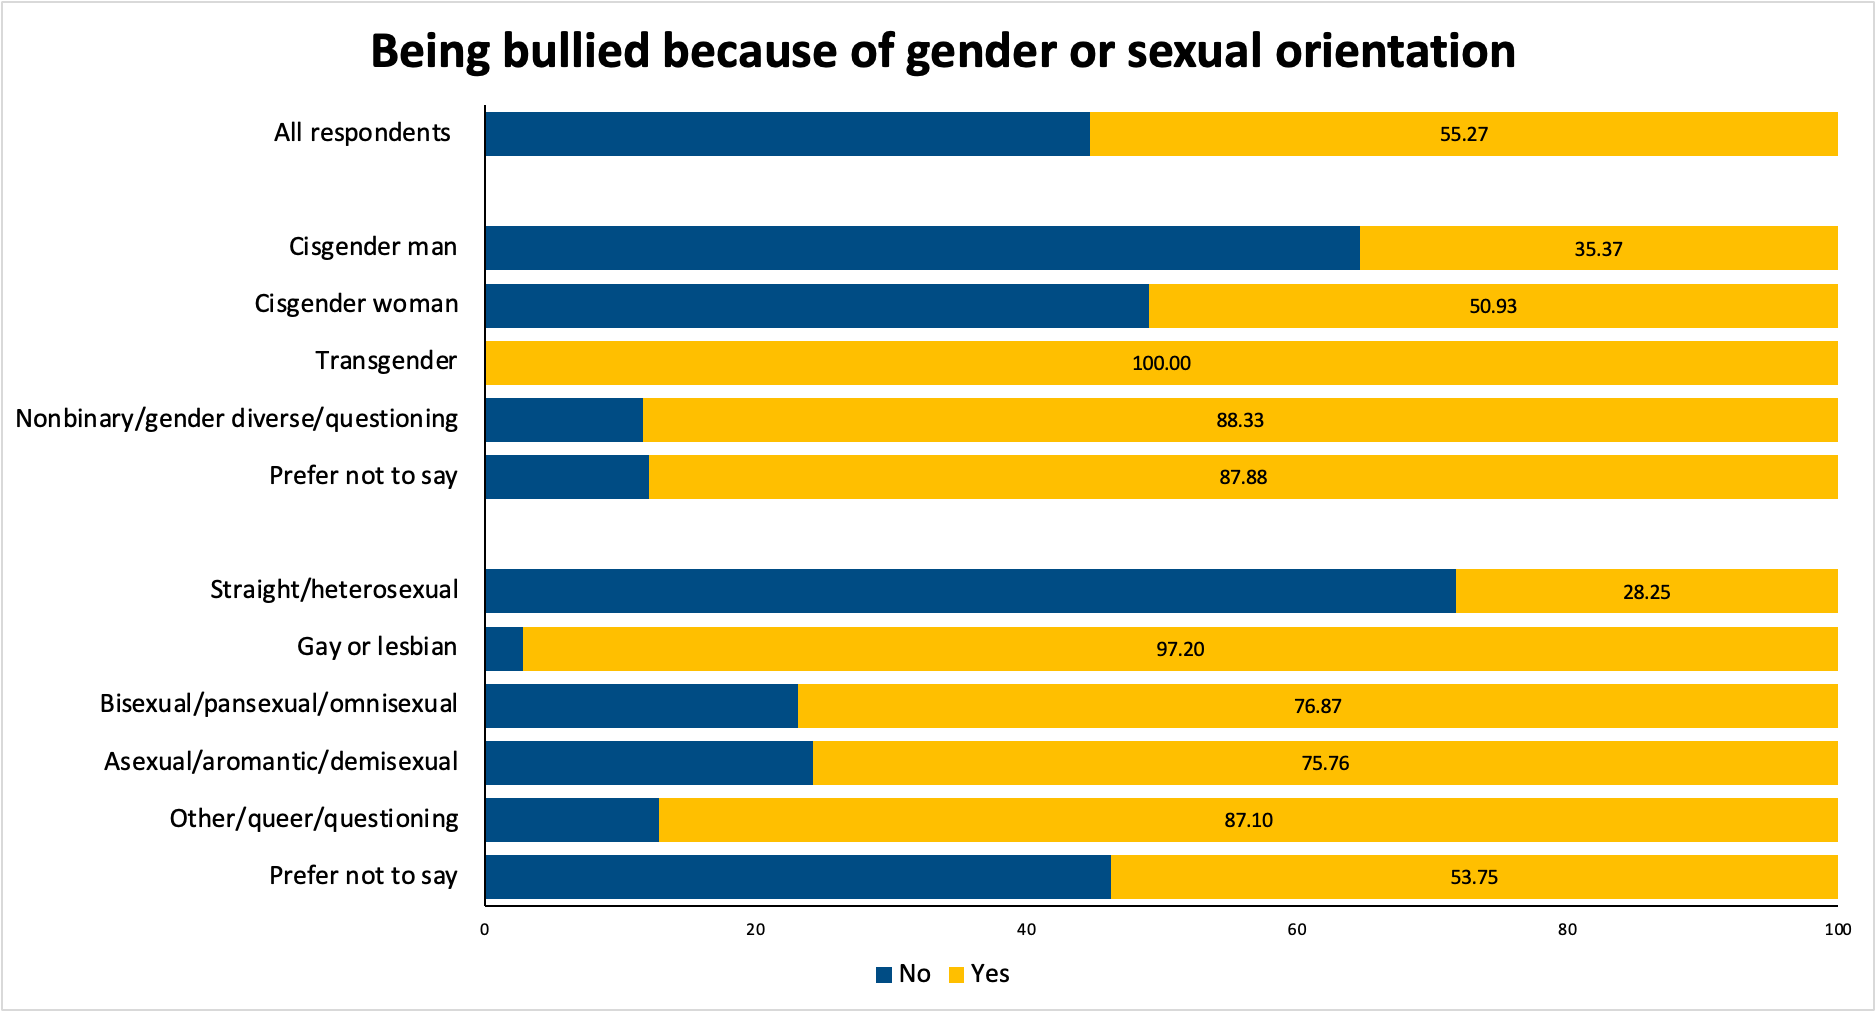 Being bullied because of gender or sexual orientation
All respondents 55.27
Cisgender man 35.37
Cisgender woman 50.93
Transgender 100.00
Nonbinary/gender diverse/questioning 88.33
Prefer not to say 87.88
Straight/heterosexual 28.25
Gay or lesbian 97.20
Bisexual/pansexual/omnisexual 76.87
Asexual/aromantic/demisexual 75.76
Other/queer/questioning 87.10
Prefer not to say 53.75
0 20 40 60 80 100
No Yes